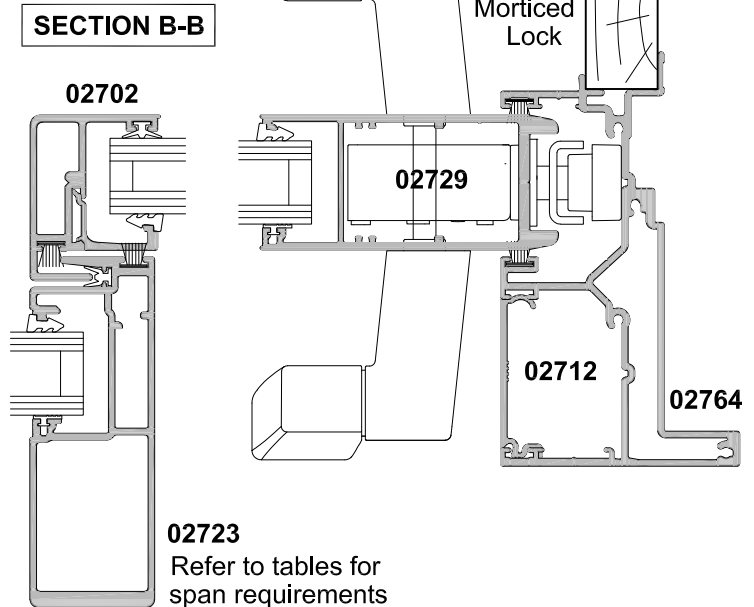 SECTION B-B
Morticed
Lock
02702
02729
02712
02764
02723
Refer to tables for
span requirements